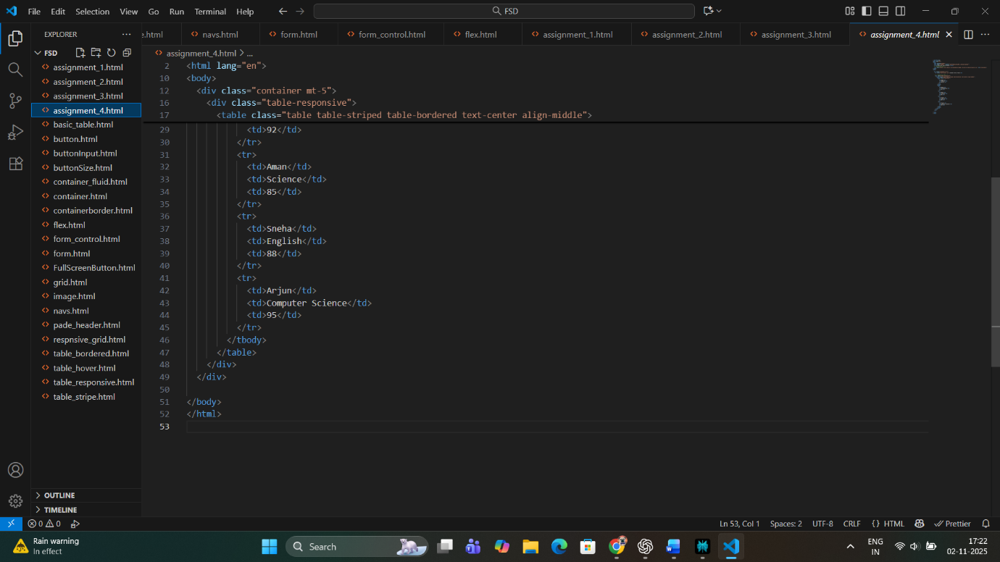 File Edit Selection View Go Run Terminal Help
FSD
EXPLORER
e.html navs.html form.html form_control.html flex.html assignment_1.html assignment_2.html assignment_3.html assignment_4.html
FSD
assignment_1.html
assignment_2.html
assignment_3.html
assignment_4.html
basic_table.html
button.html
buttonInput.html
buttonSize.html
container_fluid.html
container.html
containerborder.html
flex.html
form_control.html
form.html
FullScreenButton.html
grid.html
image.html
navs.html
pade_header.html
respnsive_grid.html
table_bordered.html
table_hover.html
table_responsive.html
table_stripe.html
OUTLINE
TIMELINE
assignment_4.html > ...
2 <html lang="en">
10 <body>
12 <div class="container mt-5">
16 <div class="table-responsive">
17 <table class="table table-striped table-bordered text-center align-middle">
29 <td>92</td>
30 </tr>
31 <tr>
32 <td>Aman</td>
33 <td>Science</td>
34 <td>85</td>
35 </tr>
36 <tr>
37 <td>Sneha</td>
38 <td>English</td>
39 <td>88</td>
40 </tr>
41 <tr>
42 <td>Arjun</td>
43 <td>Computer Science</td>
44 <td>95</td>
45 </tr>
46 </tbody>
47 </table>
48 </div>
49 </div>
50
51 </body>
52 </html>
53
0 0 Ln 53, Col 1 Spaces: 2 UTF-8 CRLF {} HTML Prettier
Rain warning
In effect
Search
ENG
IN
17:22
02-11-2025